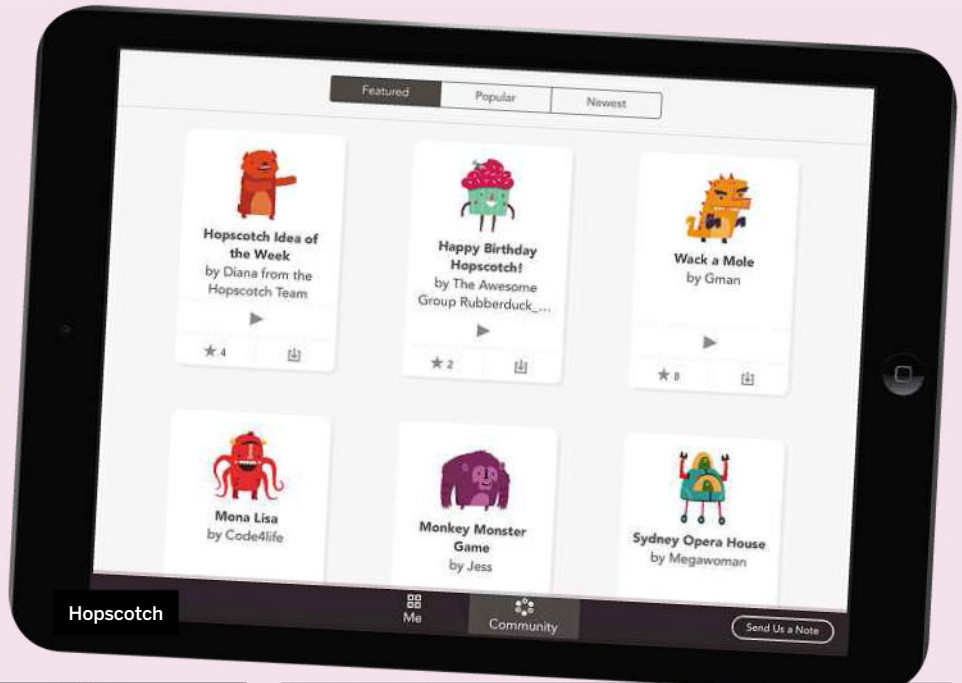 Featured
Popular
Newest
Hopscotch Idea of
the Week
by Diana from the
Hopscotch Team
4
Happy Birthday
Hopscotch!
by The Awesome
Group Rubberduck_...
2
Wack a Mole
by Gman
8
Mona Lisa
by Code4life
Monkey Monster
Game
by Jess
Sydney Opera House
by Megawoman
Hopscotch
Me
Community
Send Us a Note